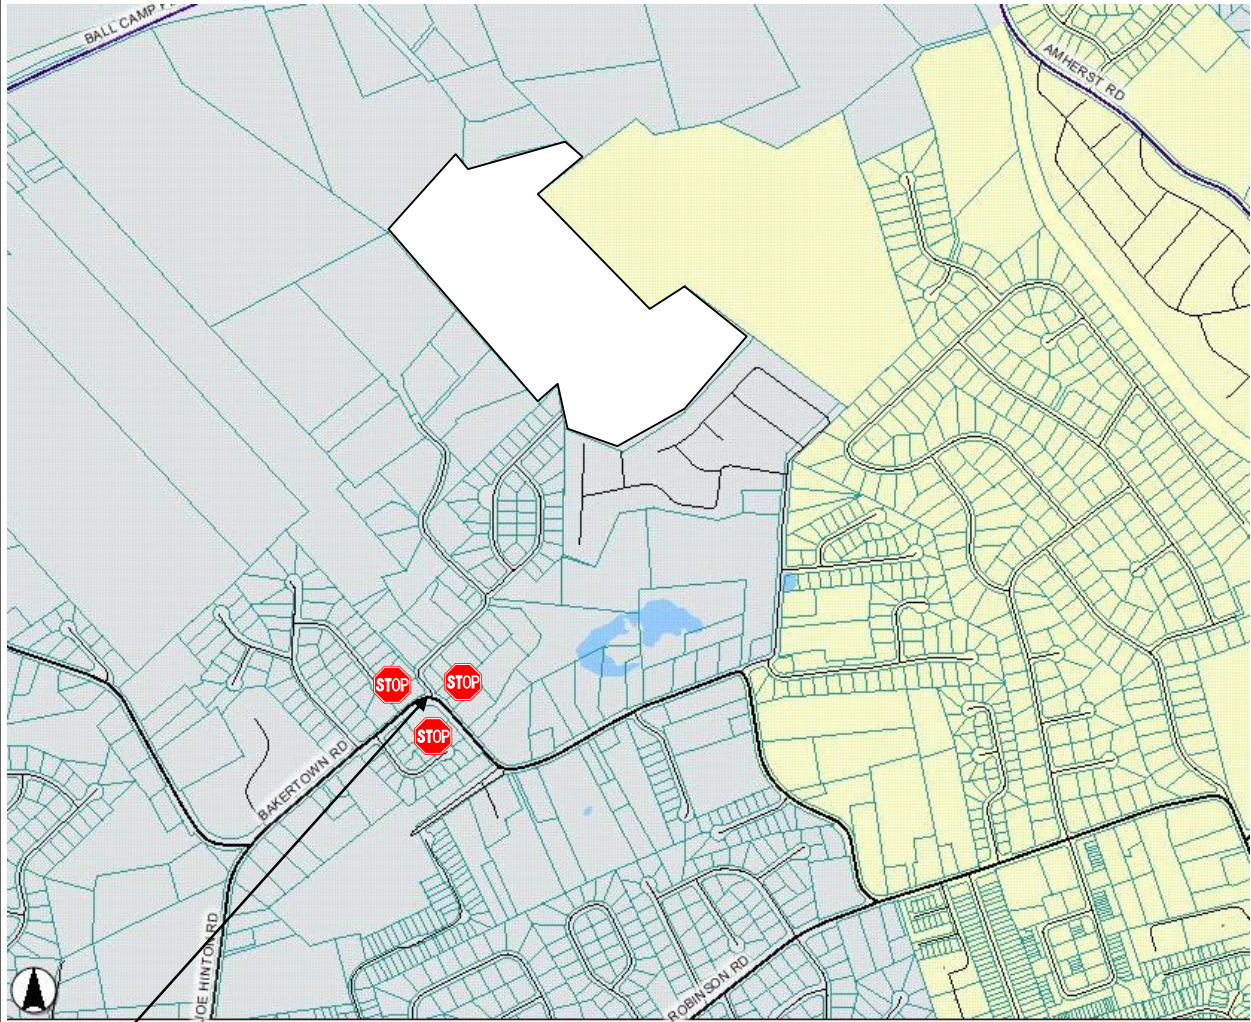 BALL CAMP
AMHERST RD
STOP
STOP
STOP
BAKERTOWN RD
JOE HINTON RD
ROBINSON RD